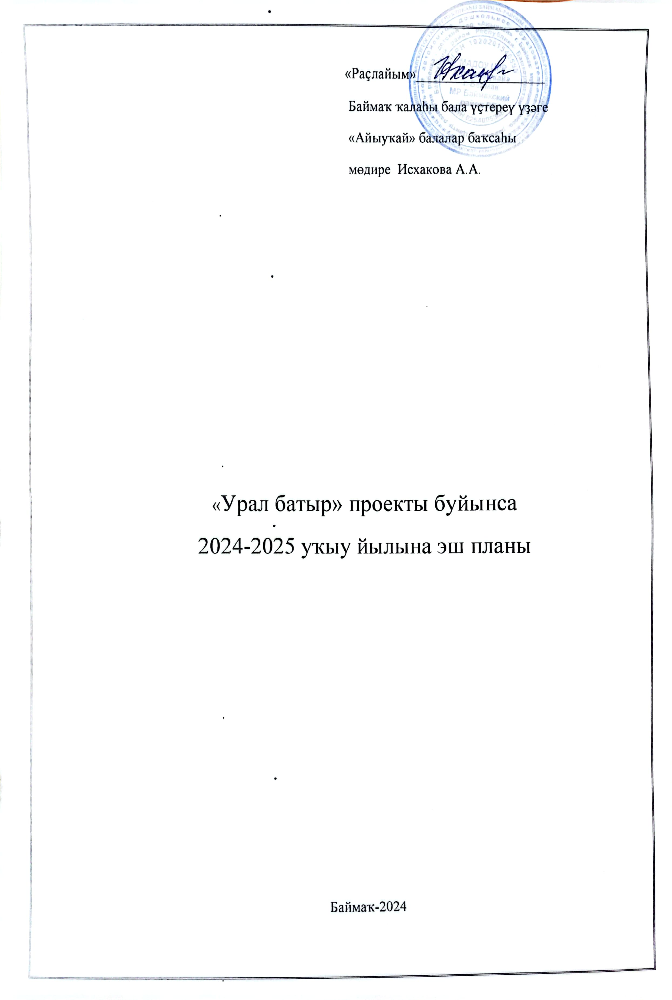 «Раҫлайым»
Баймаҡ ҡалаһы бала үҫтереү үҙәге
«Айыуҡай» балалар баҡсаһы
мөдире Исхакова А.А.
«Урал батыр» проекты буйынса
2024-2025 уҡыу йылына эш планы
Баймаҡ-2024